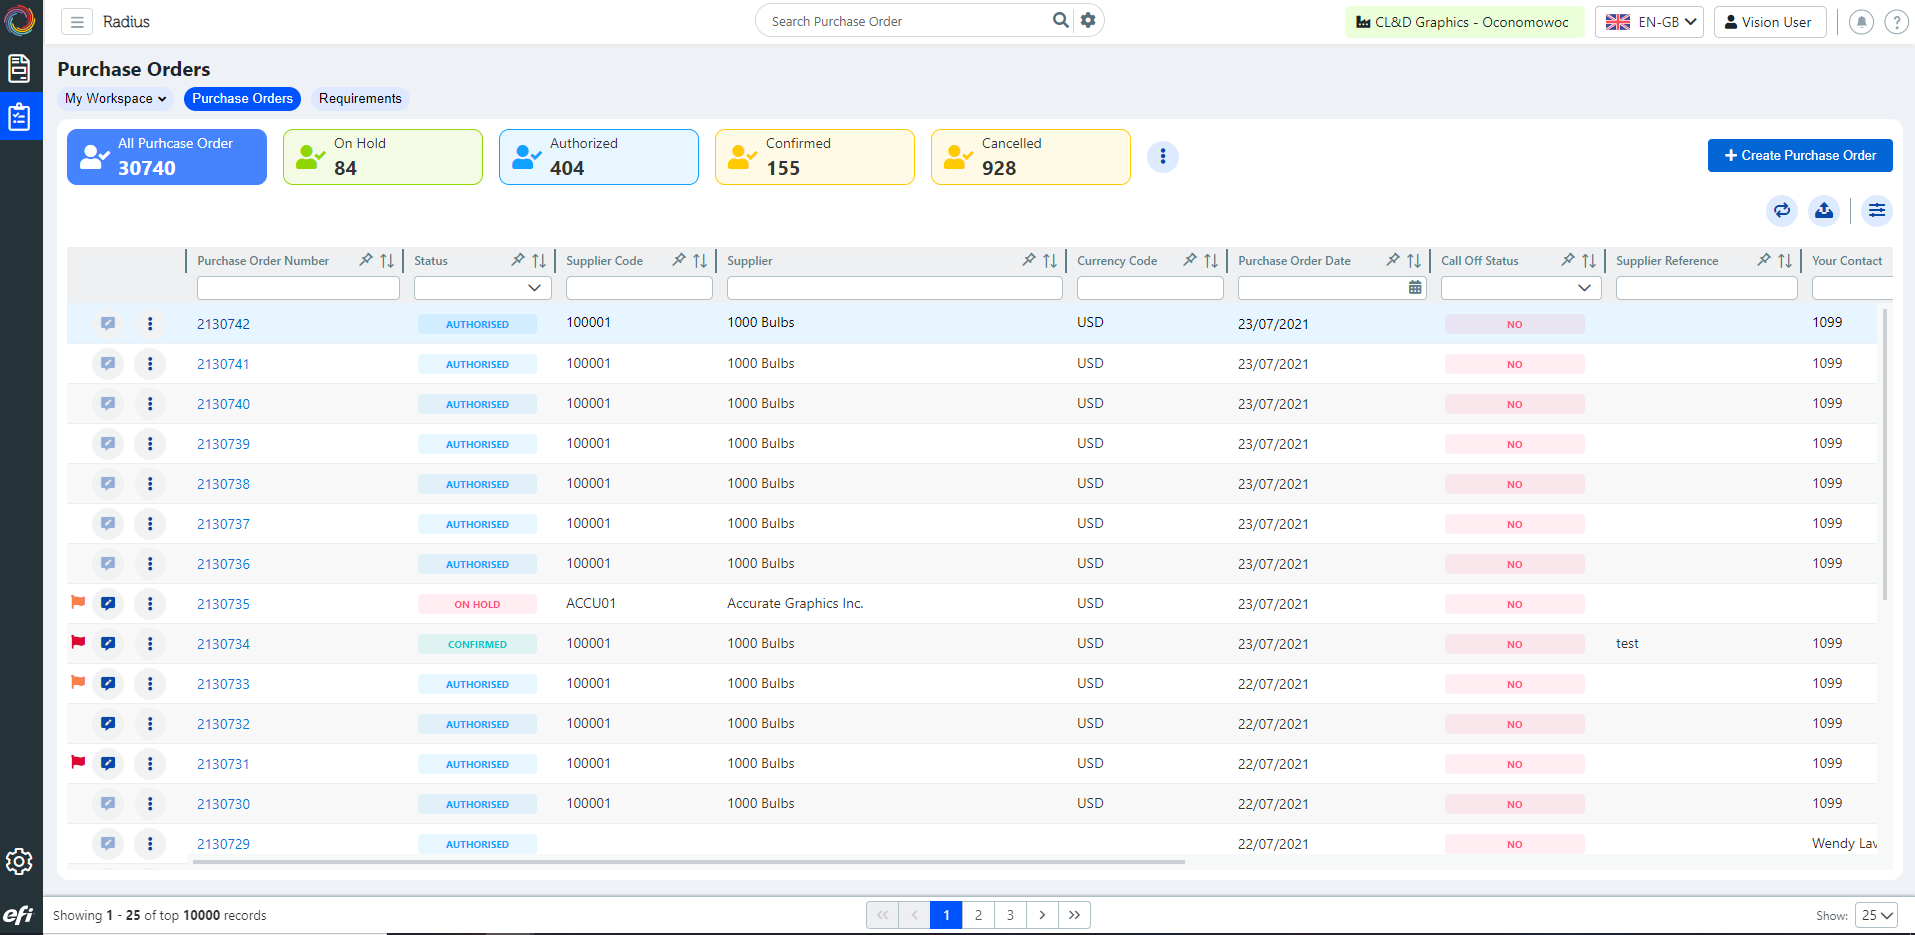 Radius
Search Purchase Order
CL&D Graphics - Oconomowoc
EN-GB
Vision User
?
Purchase Orders
My Workspace
Purchase Orders
Requirements
All Purhcase Order
30740
On Hold
84
Authorized
404
Confirmed
155
Cancelled
928
Create Purchase Order
Purchase Order Number Status Supplier Code Supplier Currency Code Purchase Order Date Call Off Status Supplier Reference Your Contact
2130742 AUTHORISED 100001 1000 Bulbs USD 23/07/2021 NO 1099
2130741 AUTHORISED 100001 1000 Bulbs USD 23/07/2021 NO 1099
2130740 AUTHORISED 100001 1000 Bulbs USD 23/07/2021 NO 1099
2130739 AUTHORISED 100001 1000 Bulbs USD 23/07/2021 NO 1099
2130738 AUTHORISED 100001 1000 Bulbs USD 23/07/2021 NO 1099
2130737 AUTHORISED 100001 1000 Bulbs USD 23/07/2021 NO 1099
2130736 AUTHORISED 100001 1000 Bulbs USD 23/07/2021 NO 1099
2130735 ON HOLD ACCU01 Accurate Graphics Inc. USD 23/07/2021 NO
2130734 CONFIRMED 100001 1000 Bulbs USD 23/07/2021 NO test 1099
2130733 AUTHORISED 100001 1000 Bulbs USD 22/07/2021 NO 1099
2130732 AUTHORISED 100001 1000 Bulbs USD 22/07/2021 NO 1099
2130731 AUTHORISED 100001 1000 Bulbs USD 22/07/2021 NO 1099
2130730 AUTHORISED 100001 1000 Bulbs USD 22/07/2021 NO 1099
2130729 AUTHORISED 22/07/2021 NO Wendy Lav
efi
Showing 1 - 25 of top 10000 records
« ‹ 1 2 3 › »
Show: 25